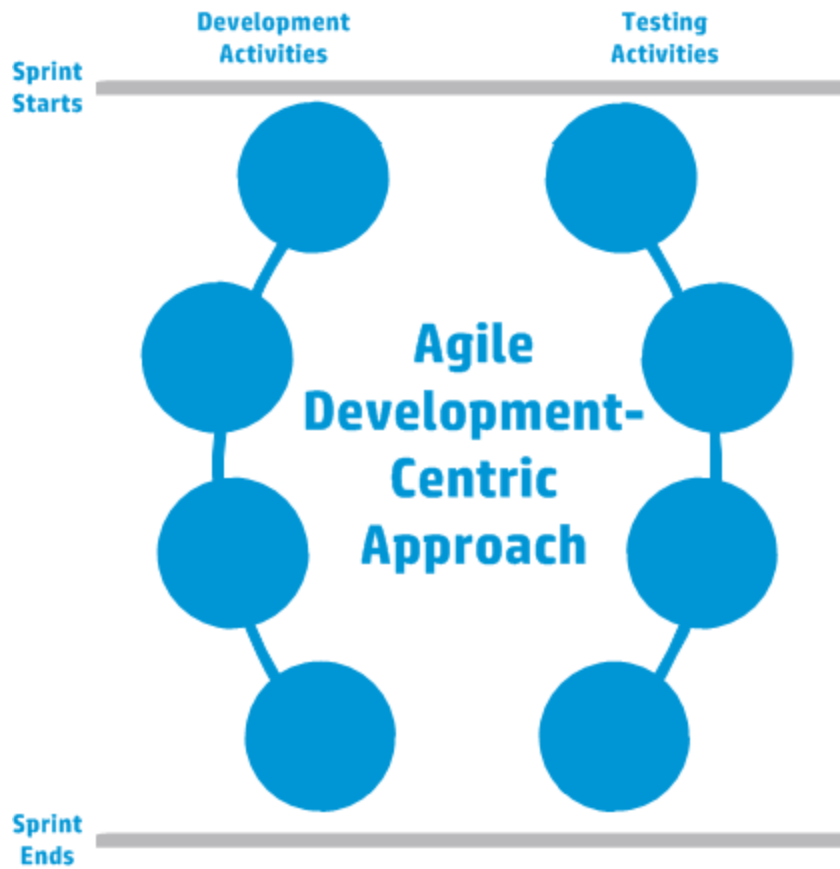 Development
Activities
Testing
Activities
Sprint
Starts
Agile
Development-
Centric
Approach
Sprint
Ends